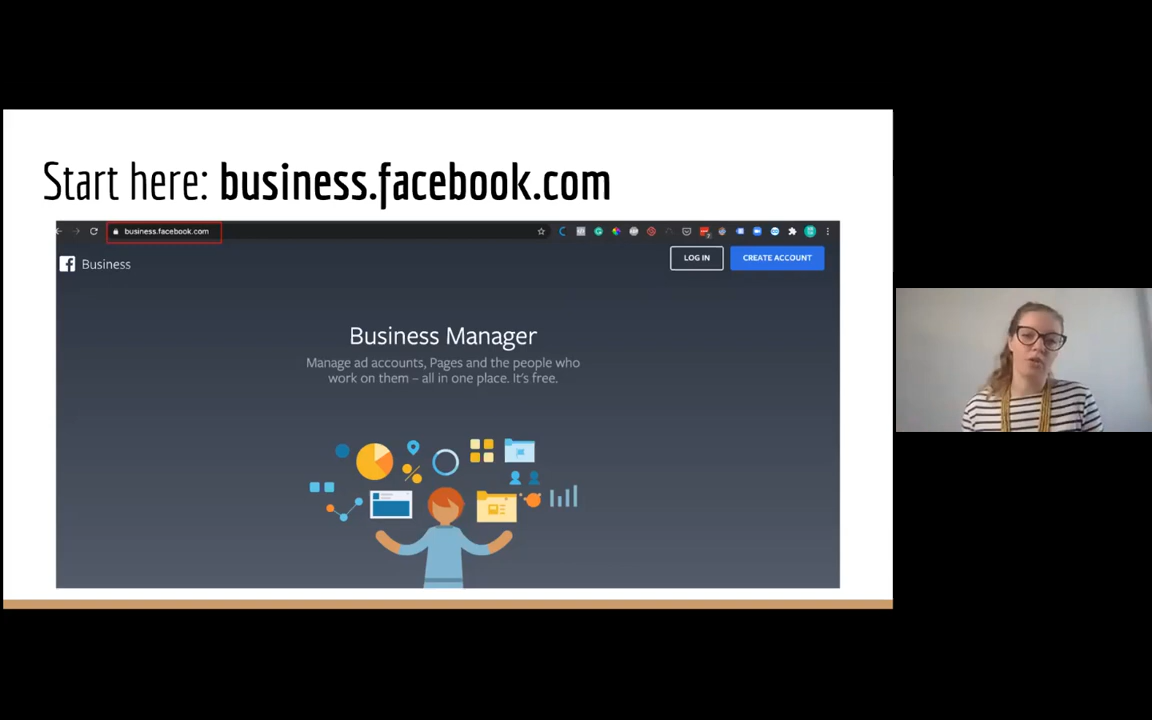 Start here: business.facebook.com
business.facebook.com
Business
LOG IN
CREATE ACCOUNT
Business Manager
Manage ad accounts, Pages and the people who
work on them – all in one place. It's free.